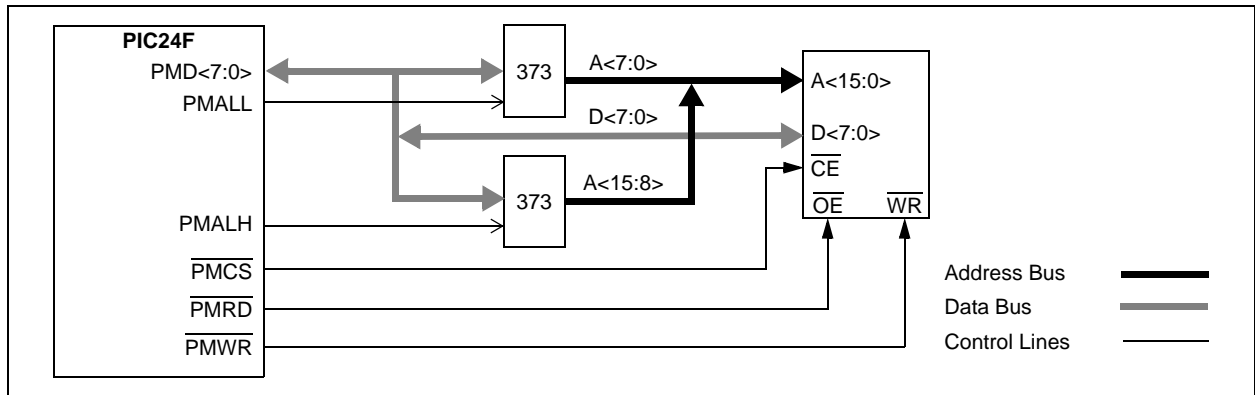 PIC24F
PMD<7:0>
PMALL
PMALH
PMCS
PMRD
PMWR
373
373
A<7:0>
D<7:0>
A<15:8>
A<15:0>
D<7:0>
CE
OE WR
Address Bus
Data Bus
Control Lines